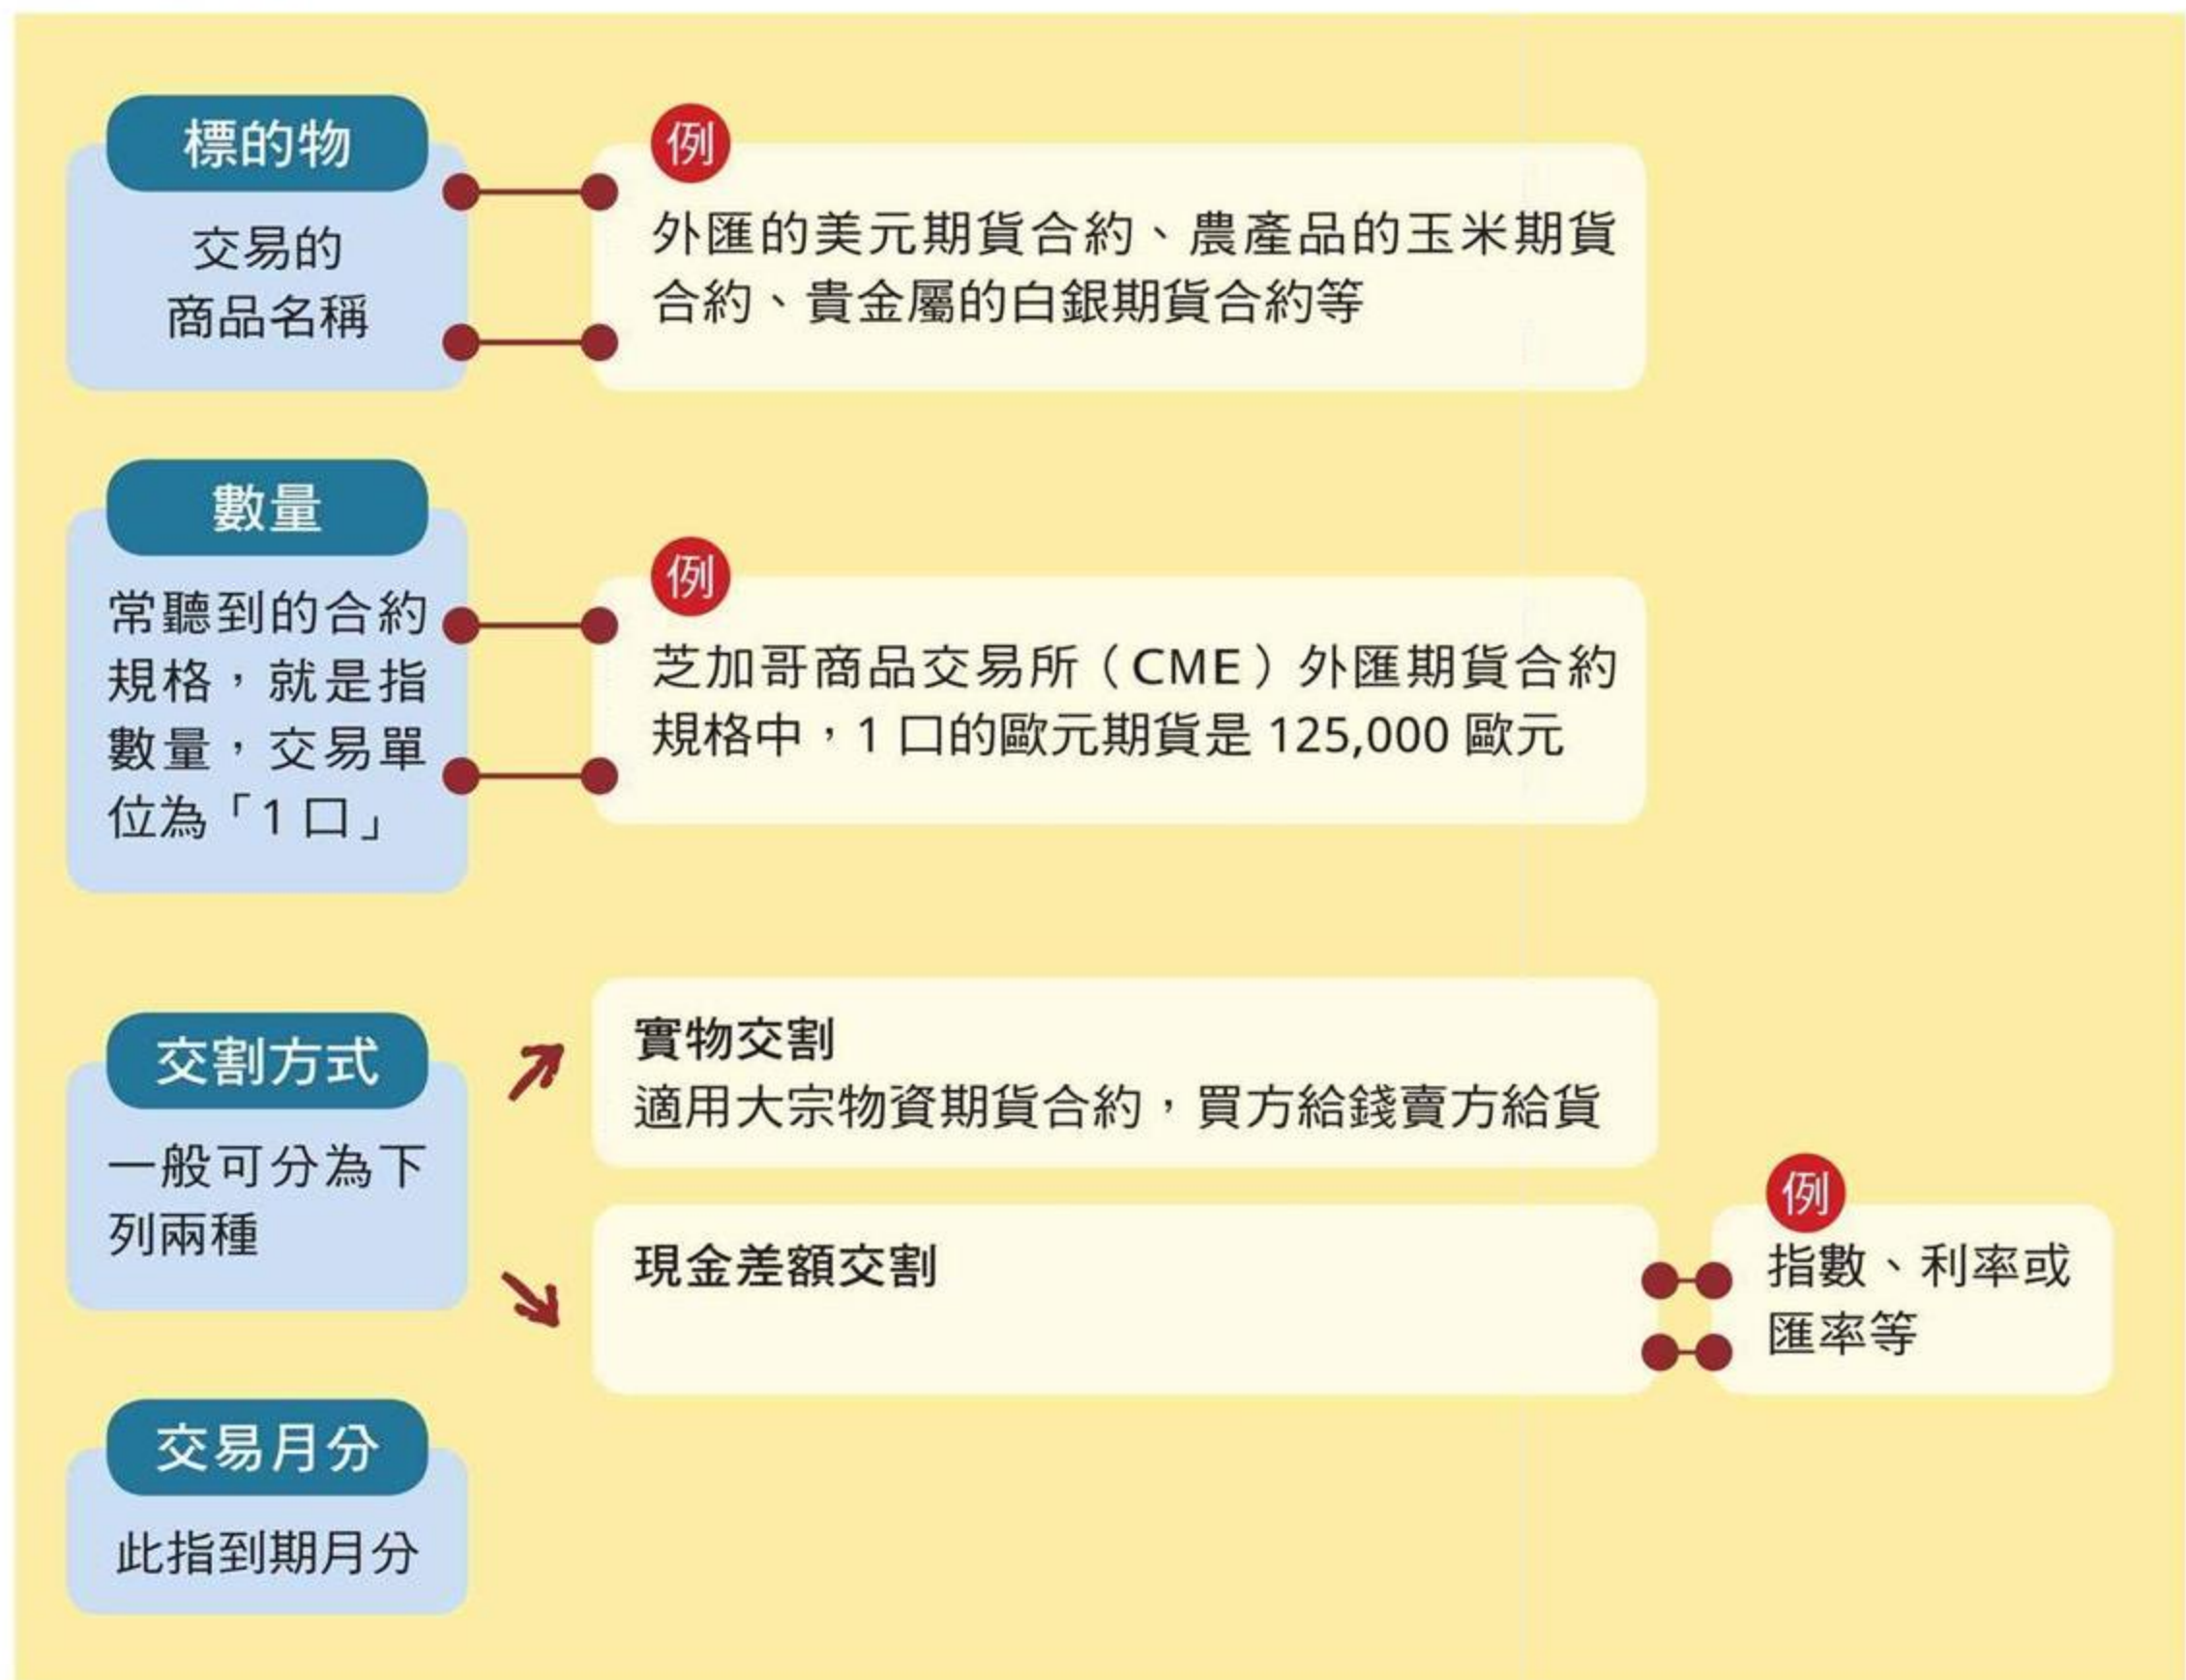 標的物
交易的
商品名稱
例
外匯的美元期貨合約、農產品的玉米期貨
合約、貴金屬的白銀期貨合約等
數量
常聽到的合約
規格，就是指
數量，交易單
位為「1 口」
例
芝加哥商品交易所（CME）外匯期貨合約
規格中，1 口的歐元期貨是 125,000 歐元
交割方式
一般可分為下
列兩種
實物交割
適用大宗物資期貨合約，買方給錢賣方給貨
現金差額交割
例
指數、利率或
匯率等
交易月分
此指到期月分